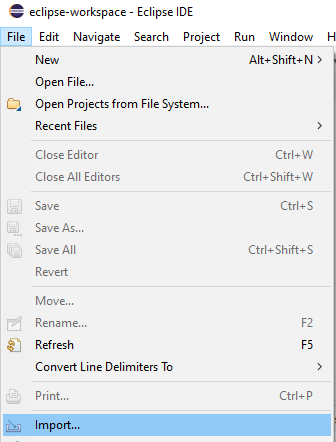 eclipse-workspace - Eclipse IDE
File Edit Navigate Search Project Run Window H
New Alt+Shift+N >
Open File...
Open Projects from File System...
Recent Files >
Close Editor Ctrl+W
Close All Editors Ctrl+Shift+W
Save Ctrl+S
Save As...
Save All Ctrl+Shift+S
Revert
Move...
Rename... F2
Refresh F5
Convert Line Delimiters To >
Print... Ctrl+P
Import...